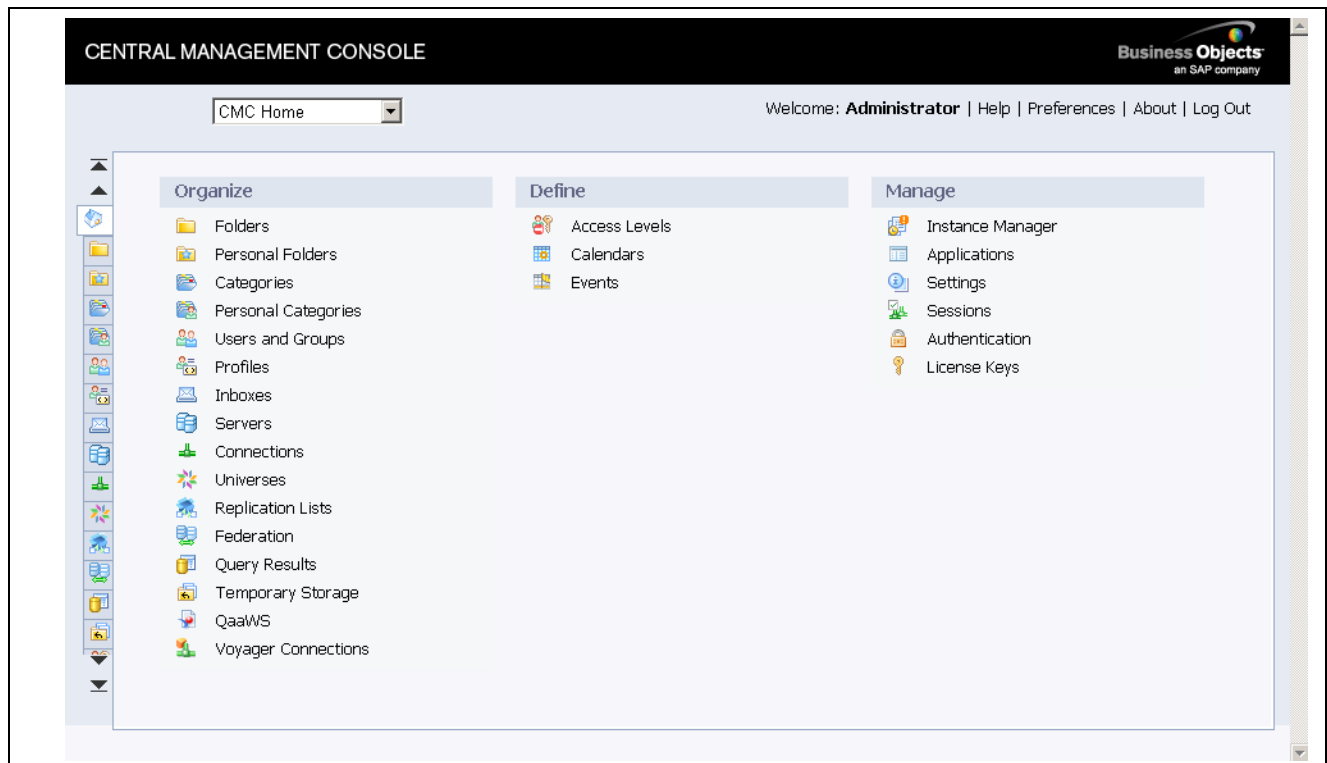 CENTRAL MANAGEMENT CONSOLE
Business Objects
an SAP company
CMC Home
Welcome: Administrator | Help | Preferences | About | Log Out
Organize
Folders
Personal Folders
Categories
Personal Categories
Users and Groups
Profiles
Inboxes
Servers
Connections
Universes
Replication Lists
Federation
Query Results
Temporary Storage
QaaWS
Voyager Connections
Define
Access Levels
Calendars
Events
Manage
Instance Manager
Applications
Settings
Sessions
Authentication
License Keys